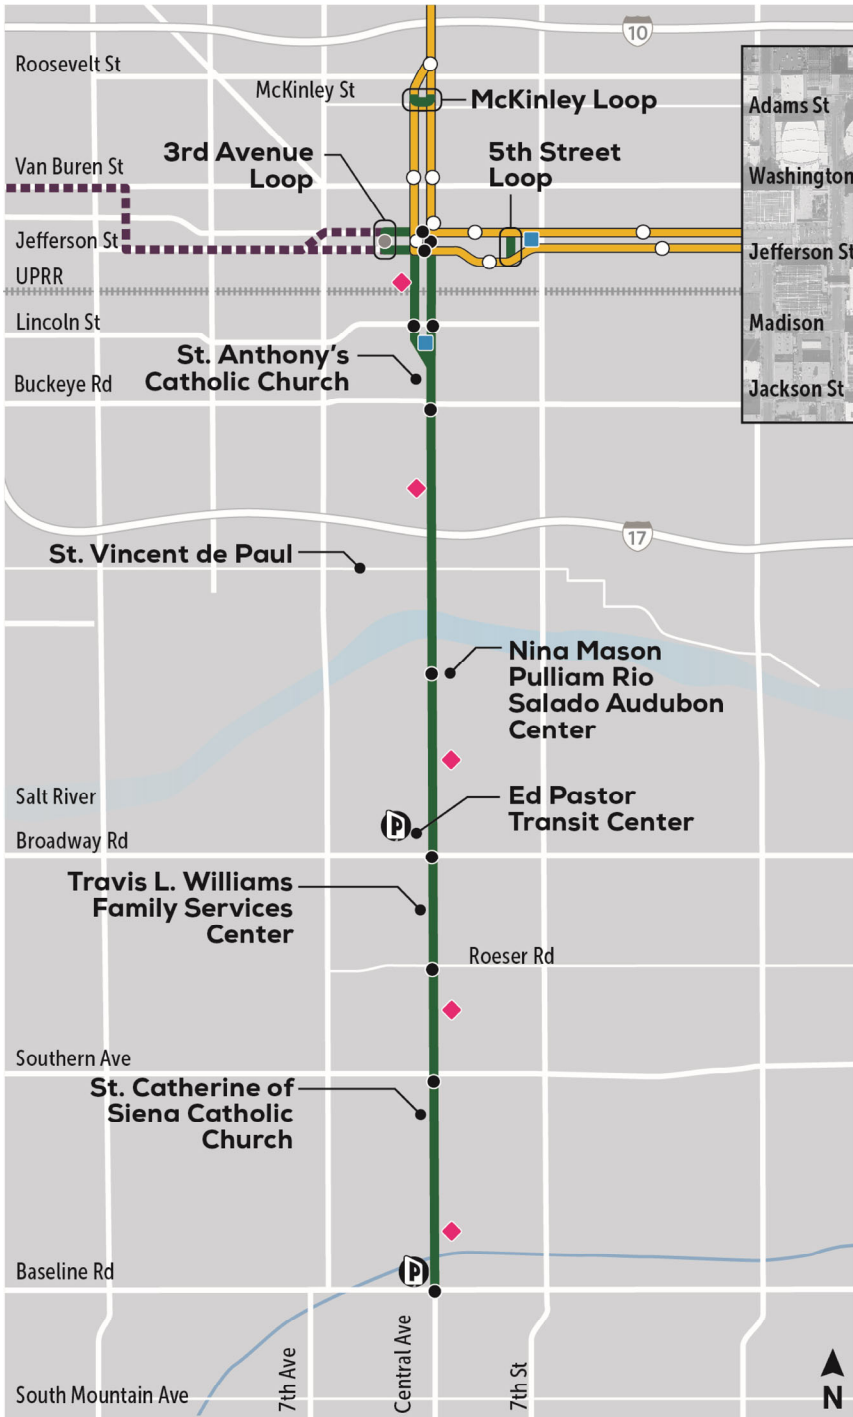 10
Roosevelt St
McKinley St
McKinley Loop
Adams St
3rd Avenue
Loop
5th Street
Loop
Van Buren St
Washington
Jefferson St
Jefferson St
UPRR
Lincoln St
Madison
St. Anthony's
Catholic Church
Buckeye Rd
Jackson St
17
St. Vincent de Paul
Nina Mason
Pulliam Rio
Salado Audubon
Center
Salt River
Ed Pastor
Transit Center
P
Broadway Rd
Travis L. Williams
Family Services
Center
Roeser Rd
Southern Ave
St. Catherine of
Siena Catholic
Church
Baseline Rd
P
7th Ave
Central Ave
7th St
South Mountain Ave
N